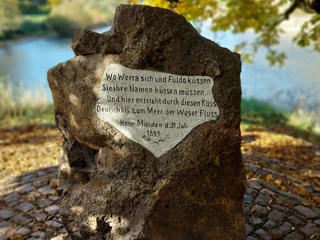 Wo Werra sich und Fulda küssen
Sie ihre Namen büssen müssen,
Und hier entsteht durch diesen Kuss
Deutsch bis zum Meer der Weser Fluss.
Hann. Münden d. 31. Juli
1899